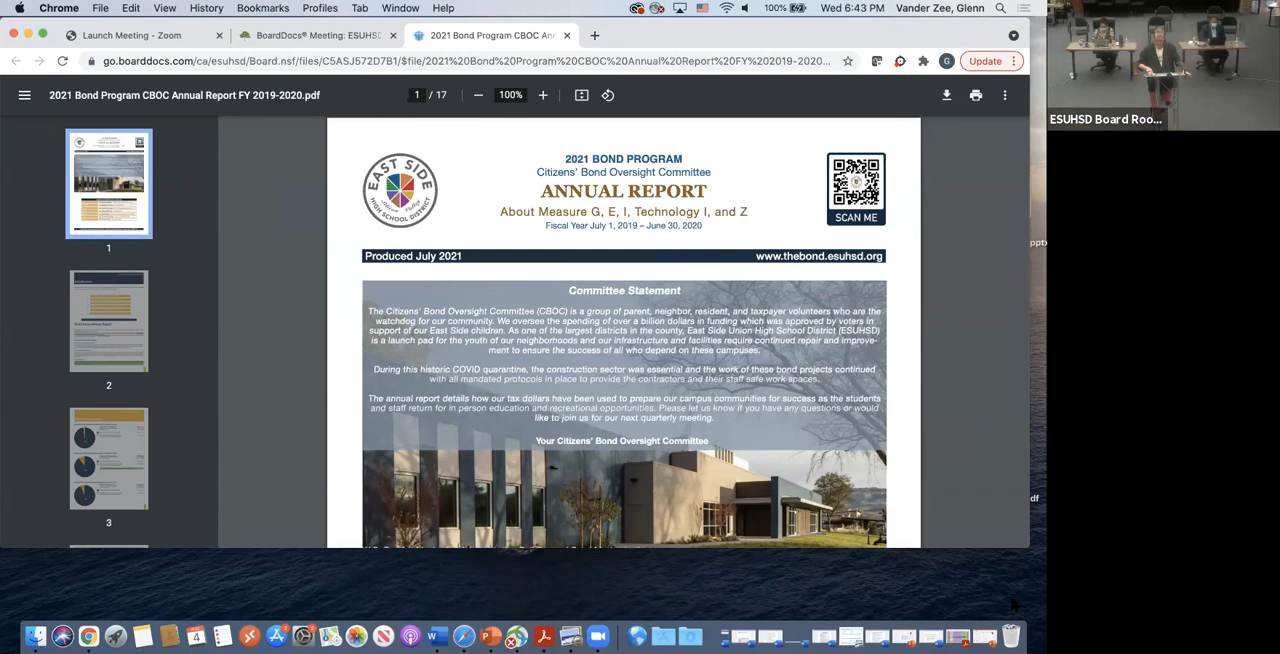 Chrome File Edit View History Bookmarks Profiles Tab Window Help
100% Wed 6:43 PM Vander Zee, Glenn
Launch Meeting - Zoom
BoardDocs® Meeting: ESUHSD
2021 Bond Program CBOC An
go.boarddocs.com/ca/esuhsd/Board.nsf/files/C5ASJ572D7B1/$file/2021%20Bond%20Program%20CBOC%20Annual%20Report%20FY%202019-2020...
G
Update
2021 Bond Program CBOC Annual Report FY 2019-2020.pdf
1 / 17
100%
1
2
3
EAST SIDE
HIGH SCHOOL DISTRICT
2021 BOND PROGRAM
Citizens' Bond Oversight Committee
ANNUAL REPORT
About Measure G, E, I, Technology I, and Z
Fiscal Year July 1, 2019 – June 30, 2020
SCAN ME
Produced July 2021
www.thebond.esuhsd.org
Committee Statement
The Citizens' Bond Oversight Committee (CBOC) is a group of parent, neighbor, resident, and taxpayer volunteers who are the
watchdog for our community. We oversee the spending of over a billion dollars in funding which was approved by voters in
support of our East Side children. As one of the largest districts in the county, East Side Union High School District (ESUHSD)
is a launch pad for the youth of our neighborhoods and our infrastructure and facilities require continued repair and improve-
ment to ensure the success of all who depend on these campuses.
During this historic COVID quarantine, the construction sector was essential and the work of these bond projects continued
with all mandated protocols in place to provide the contractors and their staff safe work spaces.
The annual report details how our tax dollars have been used to prepare our campus communities for success as the students
and staff return for in person education and recreational opportunities. Please let us know if you have any questions or would
like to join us for our next quarterly meeting.
Your Citizens' Bond Oversight Committee
ESUHSD Board Roo...
pptx
df
4